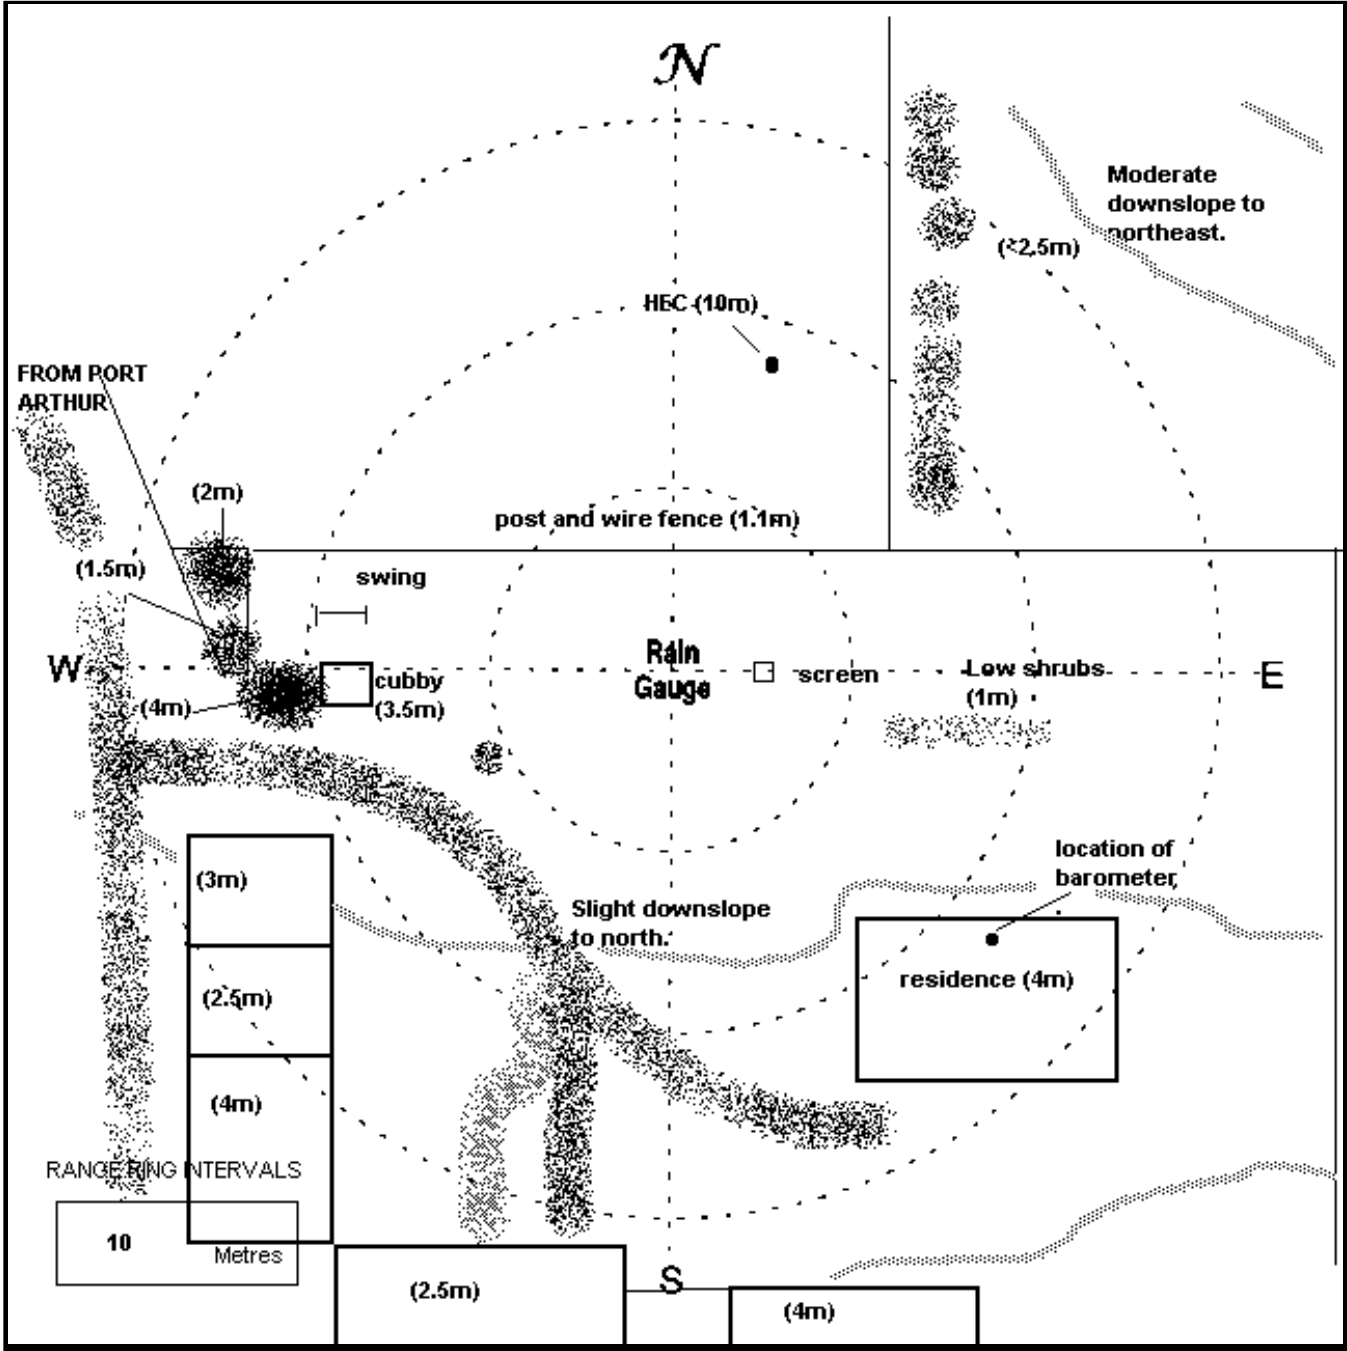 N
Moderate
downslope to
northeast.
(<2.5m)
HEC (10m)
FROM PORT
ARTHUR
(2m)
post and wire fence (1.1m)
(1.5m)
swing
W
Rain
Gauge
screen
Low shrubs
(1m)
E
cubby
(3.5m)
(4m)
location of
barometer
(3m)
Slight downslope
to north.
residence (4m)
(2.5m)
(4m)
RANGE RING INTERVALS
10
Metres
S
(2.5m)
(4m)